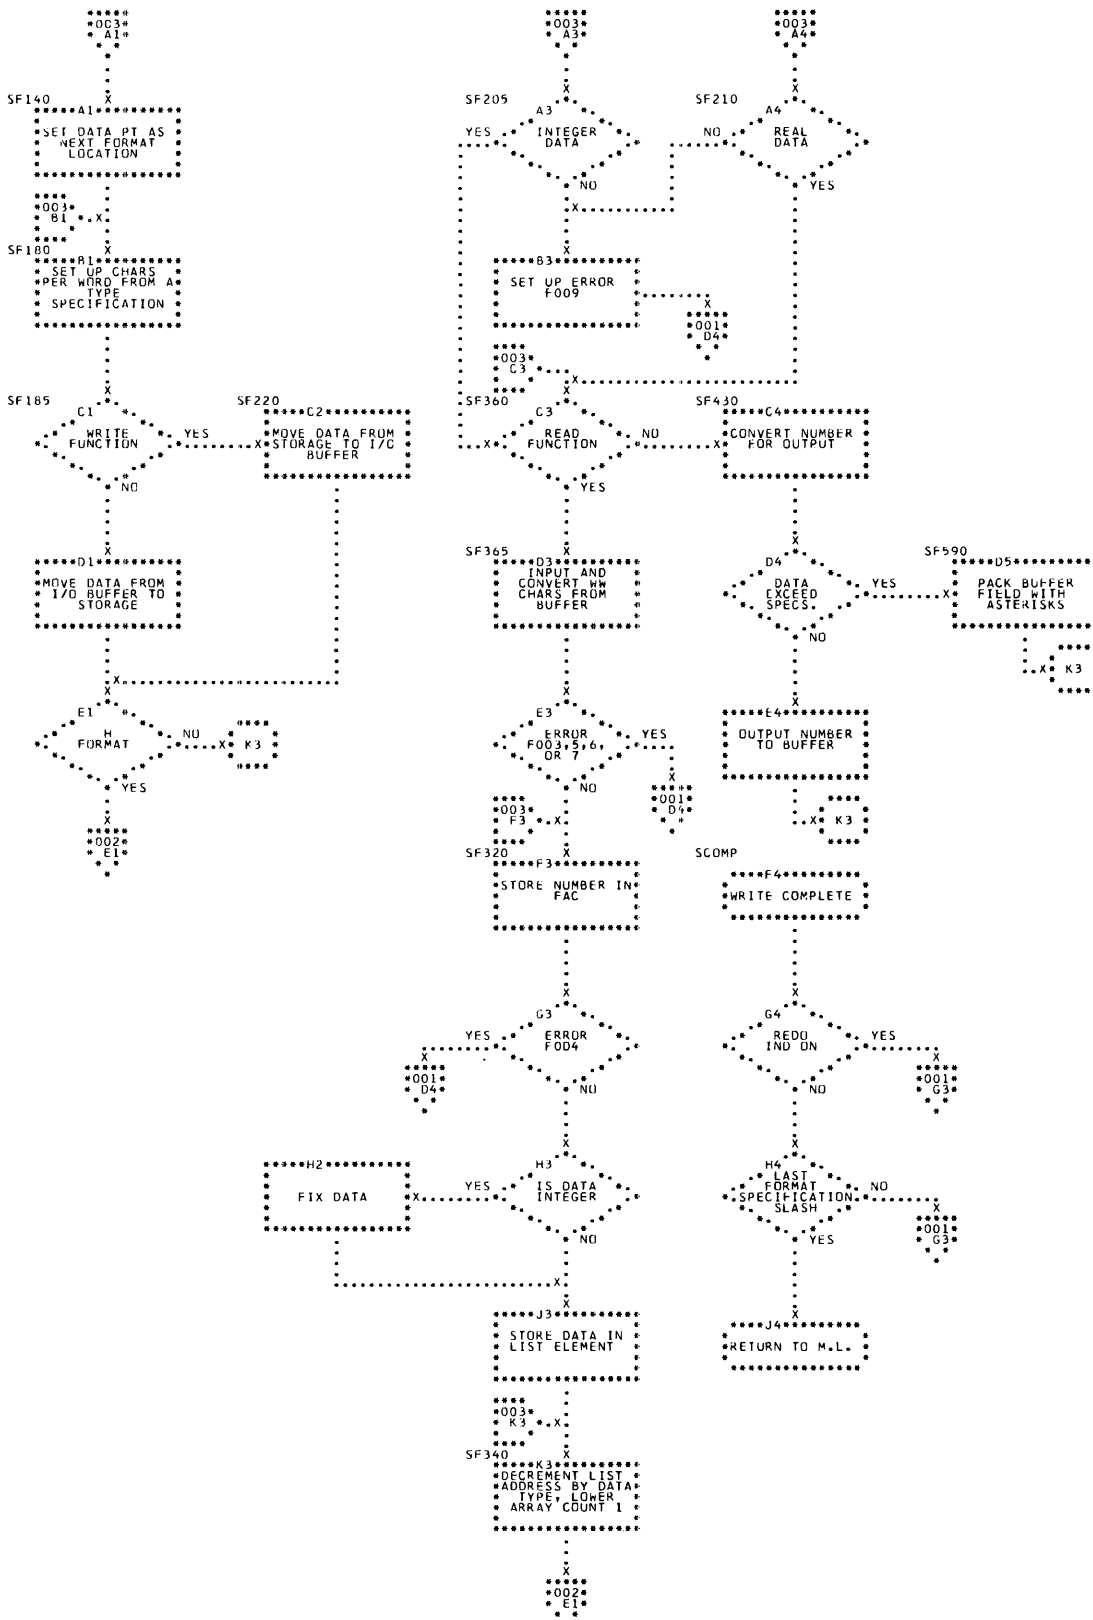 003 003 003
A1 A3 A4
SF140 SF205 SF210
A1 A3 A4
SET DATA PT AS
NEXT FORMAT
LOCATION
YES INTEGER
DATA
NO
NO REAL
DATA
YES
003
B1
SF180
B1
SET UP CHARS
PER WORD FROM A
TYPE
SPECIFICATION
B3
SET UP ERROR
F009
001
D4
003
C3
SF185 SF220 SF360 SF430
C1 C2 C3 C4
WRITE
FUNCTION
YES
NO
MOVE DATA FROM
STORAGE TO I/O
BUFFER
READ
FUNCTION
NO
YES
CONVERT NUMBER
FOR OUTPUT
SF365 SF590
D1 D3 D4 D5
MOVE DATA FROM
I/O BUFFER TO
STORAGE
INPUT AND
CONVERT WW
CHARS FROM
BUFFER
DATA
EXCEED
SPECS.
YES
NO
PACK BUFFER
FIELD WITH
ASTERISKS
K3
E1 E3 E4
H
FORMAT
NO
K3
YES
ERROR
F003,5,6,
OR 7
YES
NO
OUTPUT NUMBER
TO BUFFER
002
E1
003
F3
001
D4
K3
SF320 SCOMP
F3 F4
STORE NUMBER IN
FAC
WRITE COMPLETE
G3 G4
YES ERROR
F0D4
NO
001
D4
REDO
IND ON
YES
NO
001
G3
H2 H3 H4
FIX DATA
YES IS DATA
INTEGER
NO
LAST
FORMAT
SPECIFICATION
SLASH
NO
YES
001
G3
J3 J4
STORE DATA IN
LIST ELEMENT
RETURN TO M.L.
003
K3
SF340
K3
DECREMENT LIST
ADDRESS BY DATA
TYPE, LOWER
ARRAY COUNT 1
002
E1